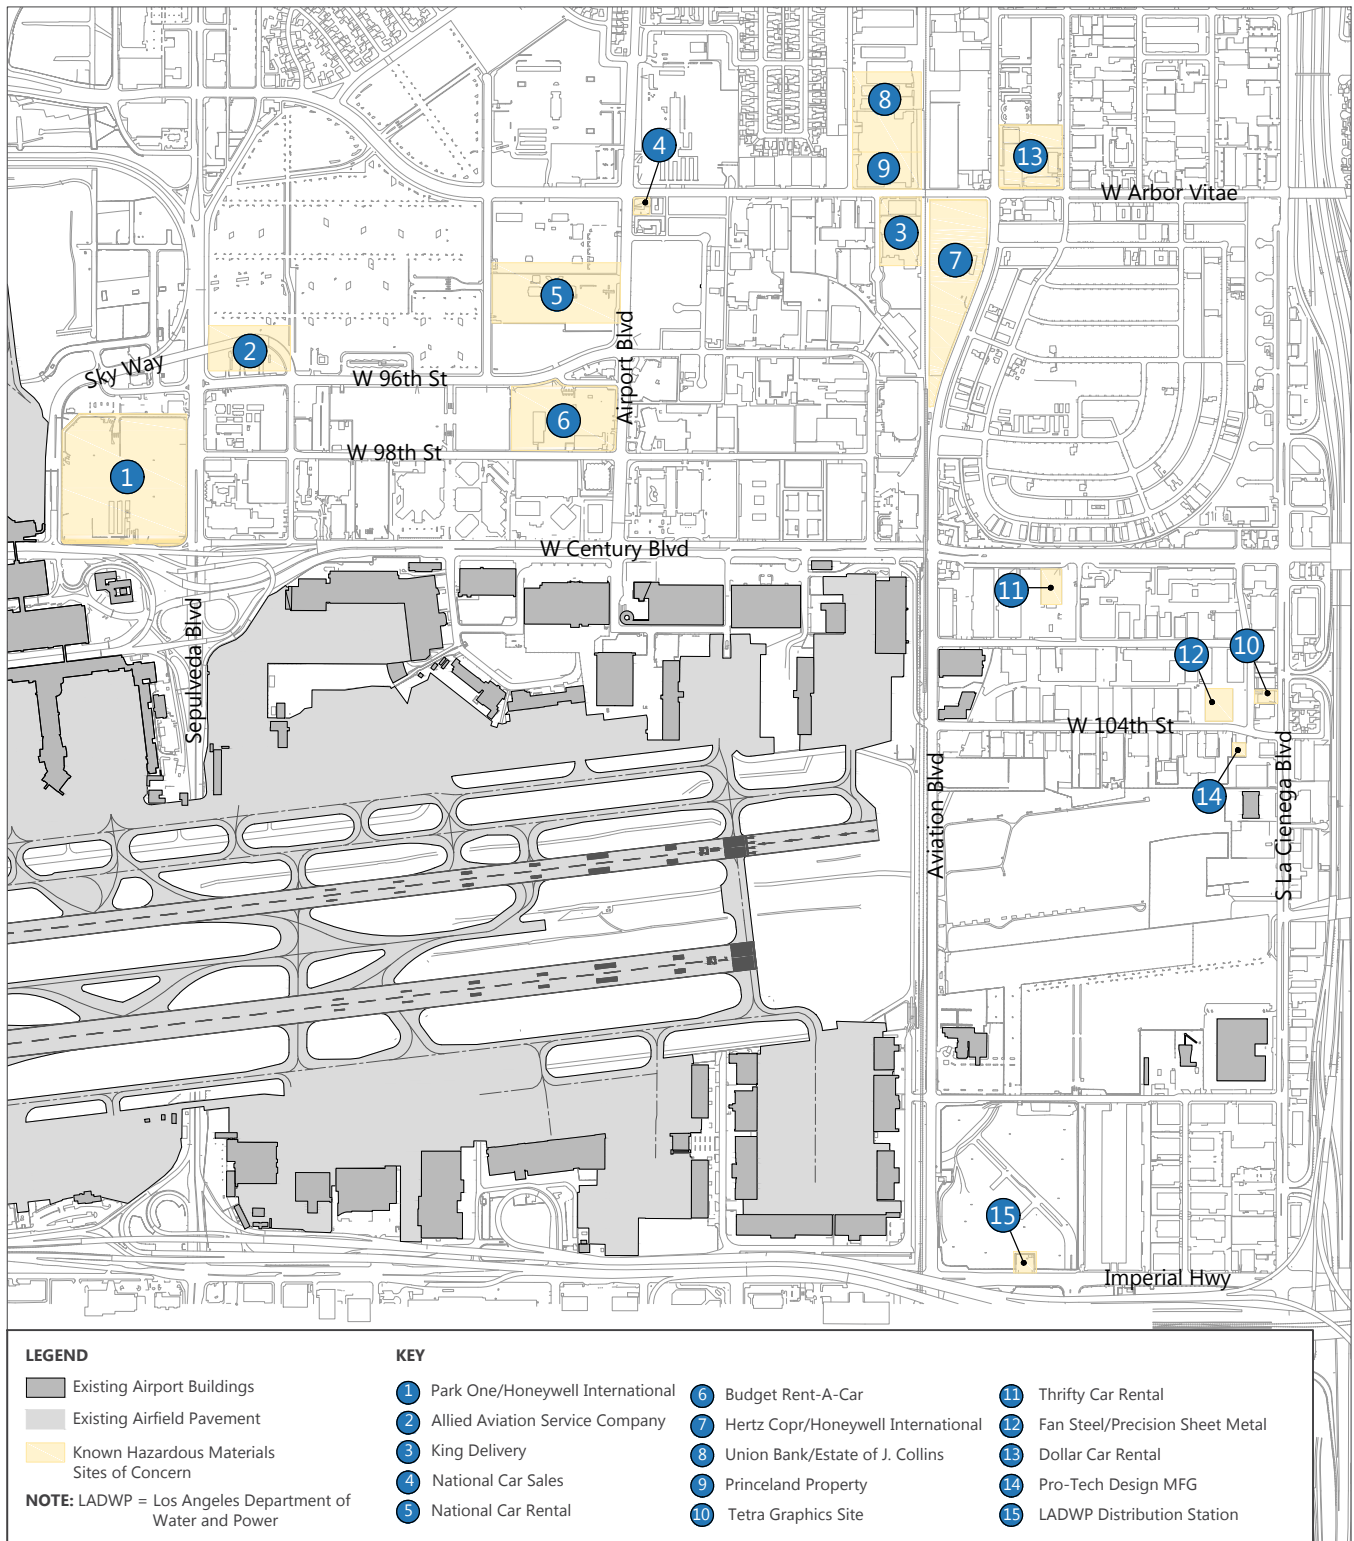 8
4
13
9
W Arbor Vitae
3
7
5
Airport Blvd
2
Sky Way
W 96th St
6
W 98th St
1
W Century Blvd
11
Sepulveda Blvd
12
10
W 104th St
14
Aviation Blvd
S La Cienega Blvd
15
Imperial Hwy
LEGEND
Existing Airport Buildings
Existing Airfield Pavement
Known Hazardous Materials
Sites of Concern
NOTE: LADWP = Los Angeles Department of
Water and Power
KEY
1 Park One/Honeywell International
2 Allied Aviation Service Company
3 King Delivery
4 National Car Sales
5 National Car Rental
6 Budget Rent-A-Car
7 Hertz Copr/Honeywell International
8 Union Bank/Estate of J. Collins
9 Princeland Property
10 Tetra Graphics Site
11 Thrifty Car Rental
12 Fan Steel/Precision Sheet Metal
13 Dollar Car Rental
14 Pro-Tech Design MFG
15 LADWP Distribution Station